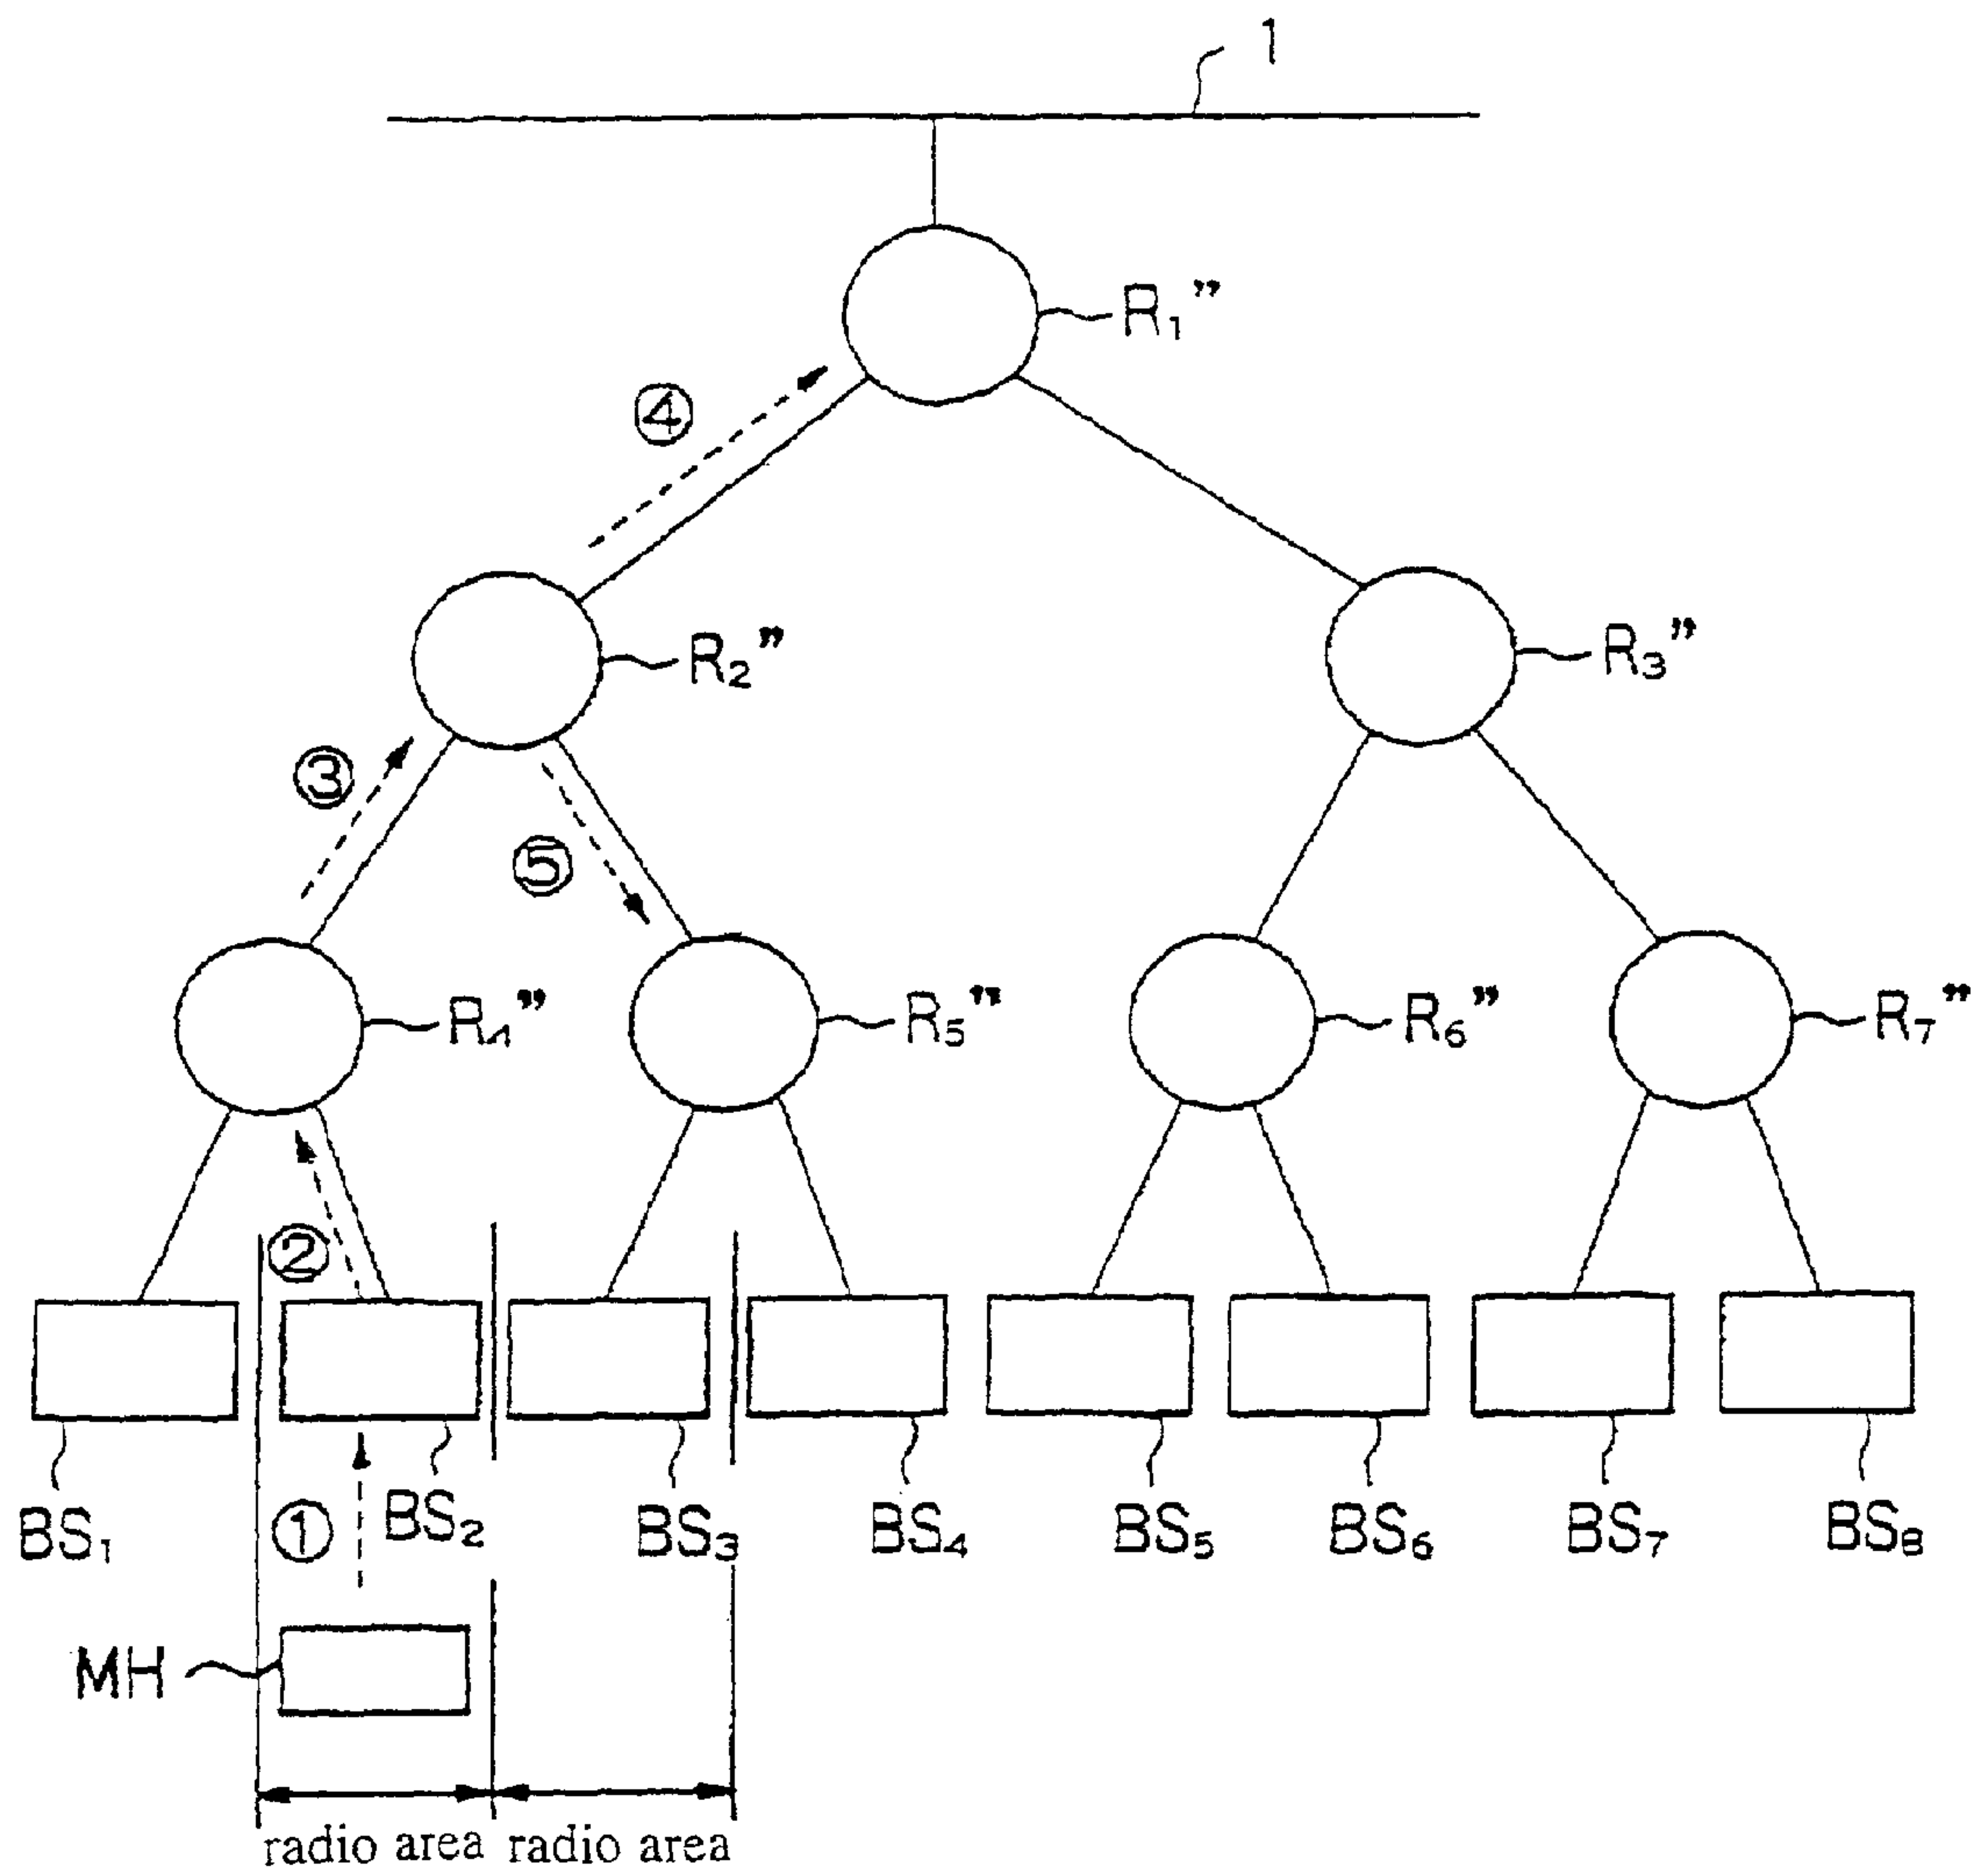 1
R₁”
④
R₂”
R₃”
③
⑤
R₄”
R₅”
R₆”
R₇”
②
BS₁
①
BS₂
BS₃
BS₄
BS₅
BS₆
BS₇
BS₈
MH
radio area radio area